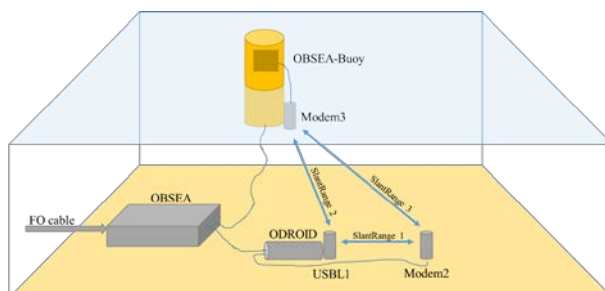 OBSEA-Buoy
Modem3
SlantRange 2
SlantRange 3
OBSEA
FO cable
ODROID
SlantRange 1
USBL1
Modem2